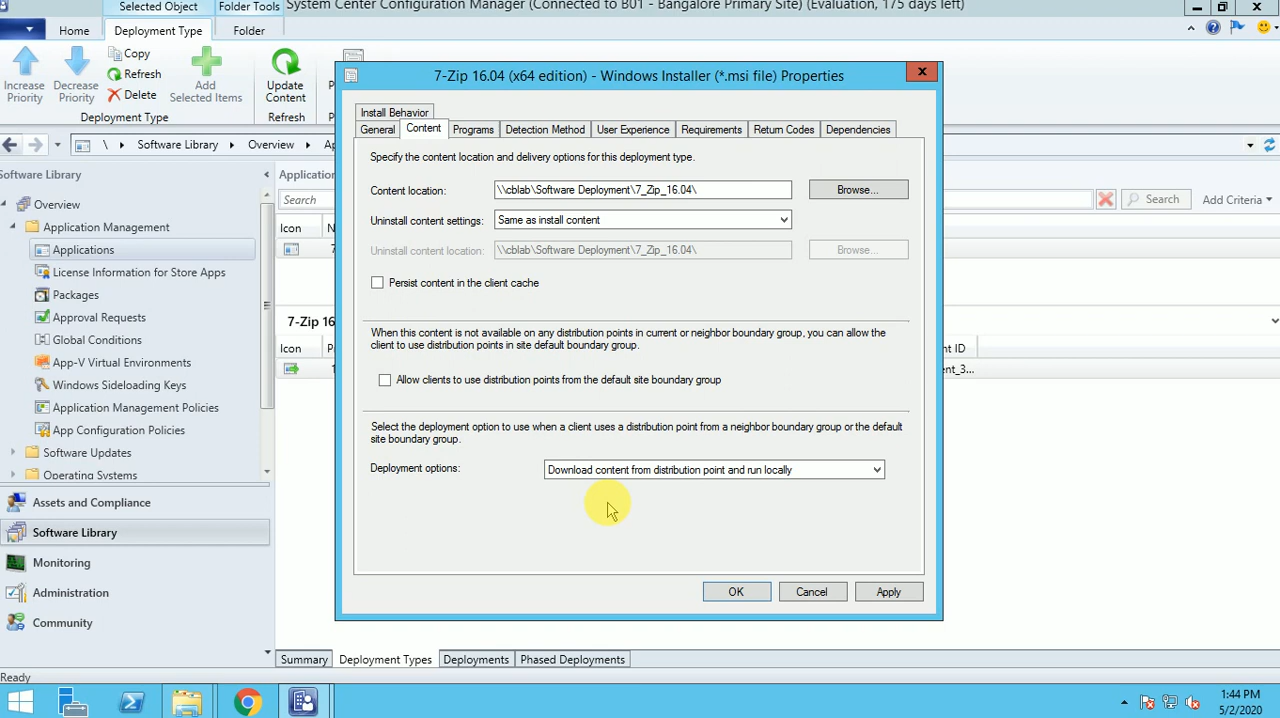 Selected Object
Folder Tools
System Center Configuration Manager (Connected to B01 - Bangalore Primary Site) (Evaluation, 175 days left)
Home
Deployment Type
Folder
Increase Priority
Decrease Priority
Copy
Refresh
Delete
Add Selected Items
Update Content
Deployment Type
Refresh
\
Software Library
Overview
Software Library
Overview
Application Management
Applications
License Information for Store Apps
Packages
Approval Requests
Global Conditions
App-V Virtual Environments
Windows Sideloading Keys
Application Management Policies
App Configuration Policies
Software Updates
Operating Systems
Assets and Compliance
Software Library
Monitoring
Administration
Community
Application
Search
Search
Add Criteria
Icon
7-Zip 16
Icon
ent_3...
7-Zip 16.04 (x64 edition) - Windows Installer (*.msi file) Properties
Install Behavior
General
Content
Programs
Detection Method
User Experience
Requirements
Return Codes
Dependencies
Specify the content location and delivery options for this deployment type.
Content location:
\\cblab\Software Deployment\7_Zip_16.04\
Browse...
Uninstall content settings:
Same as install content
Uninstall content location:
\\cblab\Software Deployment\7_Zip_16.04\
Browse...
Persist content in the client cache
When this content is not available on any distribution points in current or neighbor boundary group, you can allow the
client to use distribution points in site default boundary group.
Allow clients to use distribution points from the default site boundary group
Select the deployment option to use when a client uses a distribution point from a neighbor boundary group or the default
site boundary group.
Deployment options:
Download content from distribution point and run locally
OK
Cancel
Apply
Summary
Deployment Types
Deployments
Phased Deployments
Ready
1:44 PM
5/2/2020